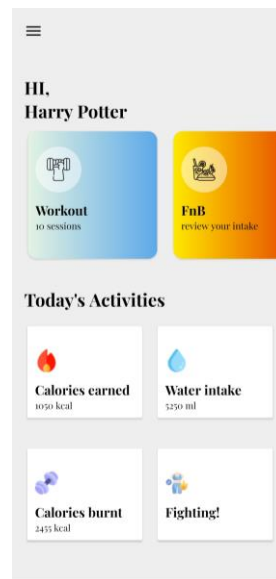 HI,
Harry Potter
Workout
10 sessions
FnB
review your intake
Today's Activities
Calories earned
1050 kcal
Water intake
5250 ml
Calories burnt
2455 kcal
Fighting!